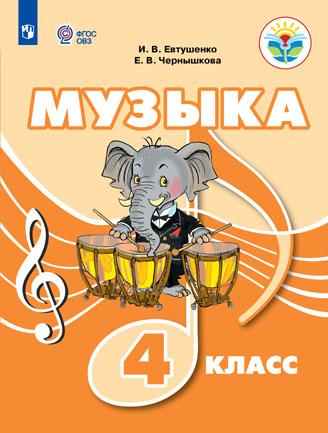 ФГОС
ОВЗ
И. В. Евтушенко
Е. В. Чернышкова
МУЗЫКА
4 КЛАСС